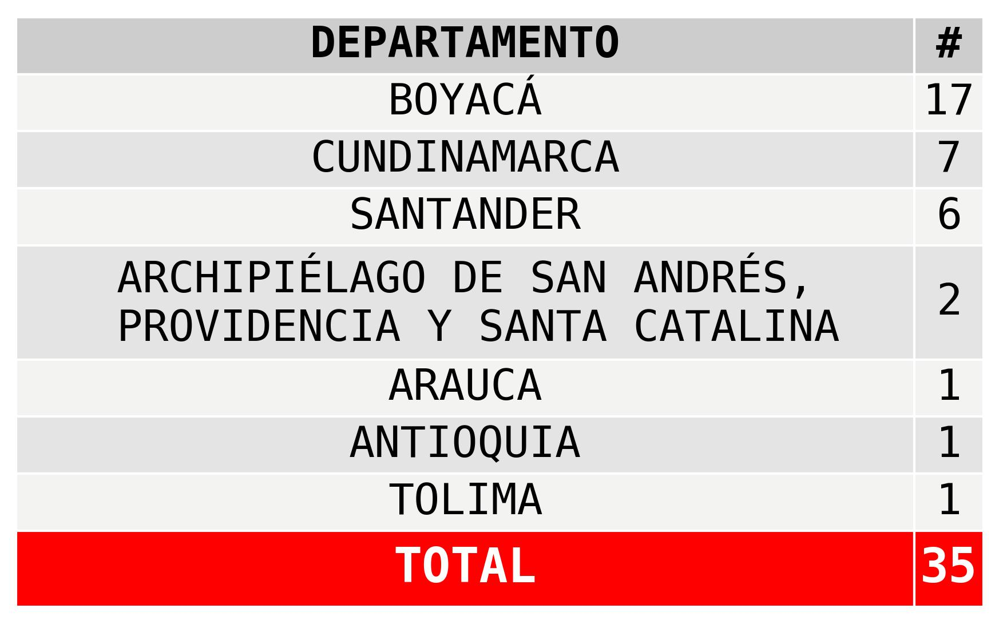 DEPARTAMENTO #
BOYACÁ 17
CUNDINAMARCA 7
SANTANDER 6
ARCHIPIÉLAGO DE SAN ANDRÉS,
PROVIDENCIA Y SANTA CATALINA 2
ARAUCA 1
ANTIOQUIA 1
TOLIMA 1
TOTAL 35